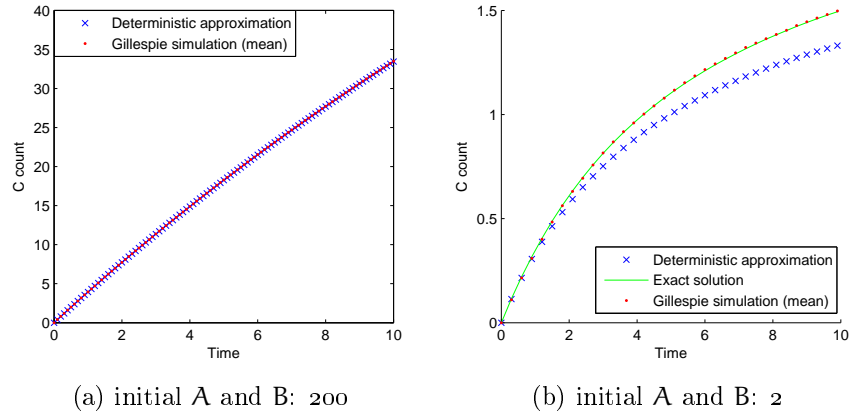 40
35
30
25
20
15
10
5
0
C count
0 2 4 6 8 10
Time
Deterministic approximation
Gillespie simulation (mean)
(a) initial A and B: 200
1.5
1
0.5
0
C count
0 2 4 6 8 10
Time
Deterministic approximation
Exact solution
Gillespie simulation (mean)
(b) initial A and B: 2